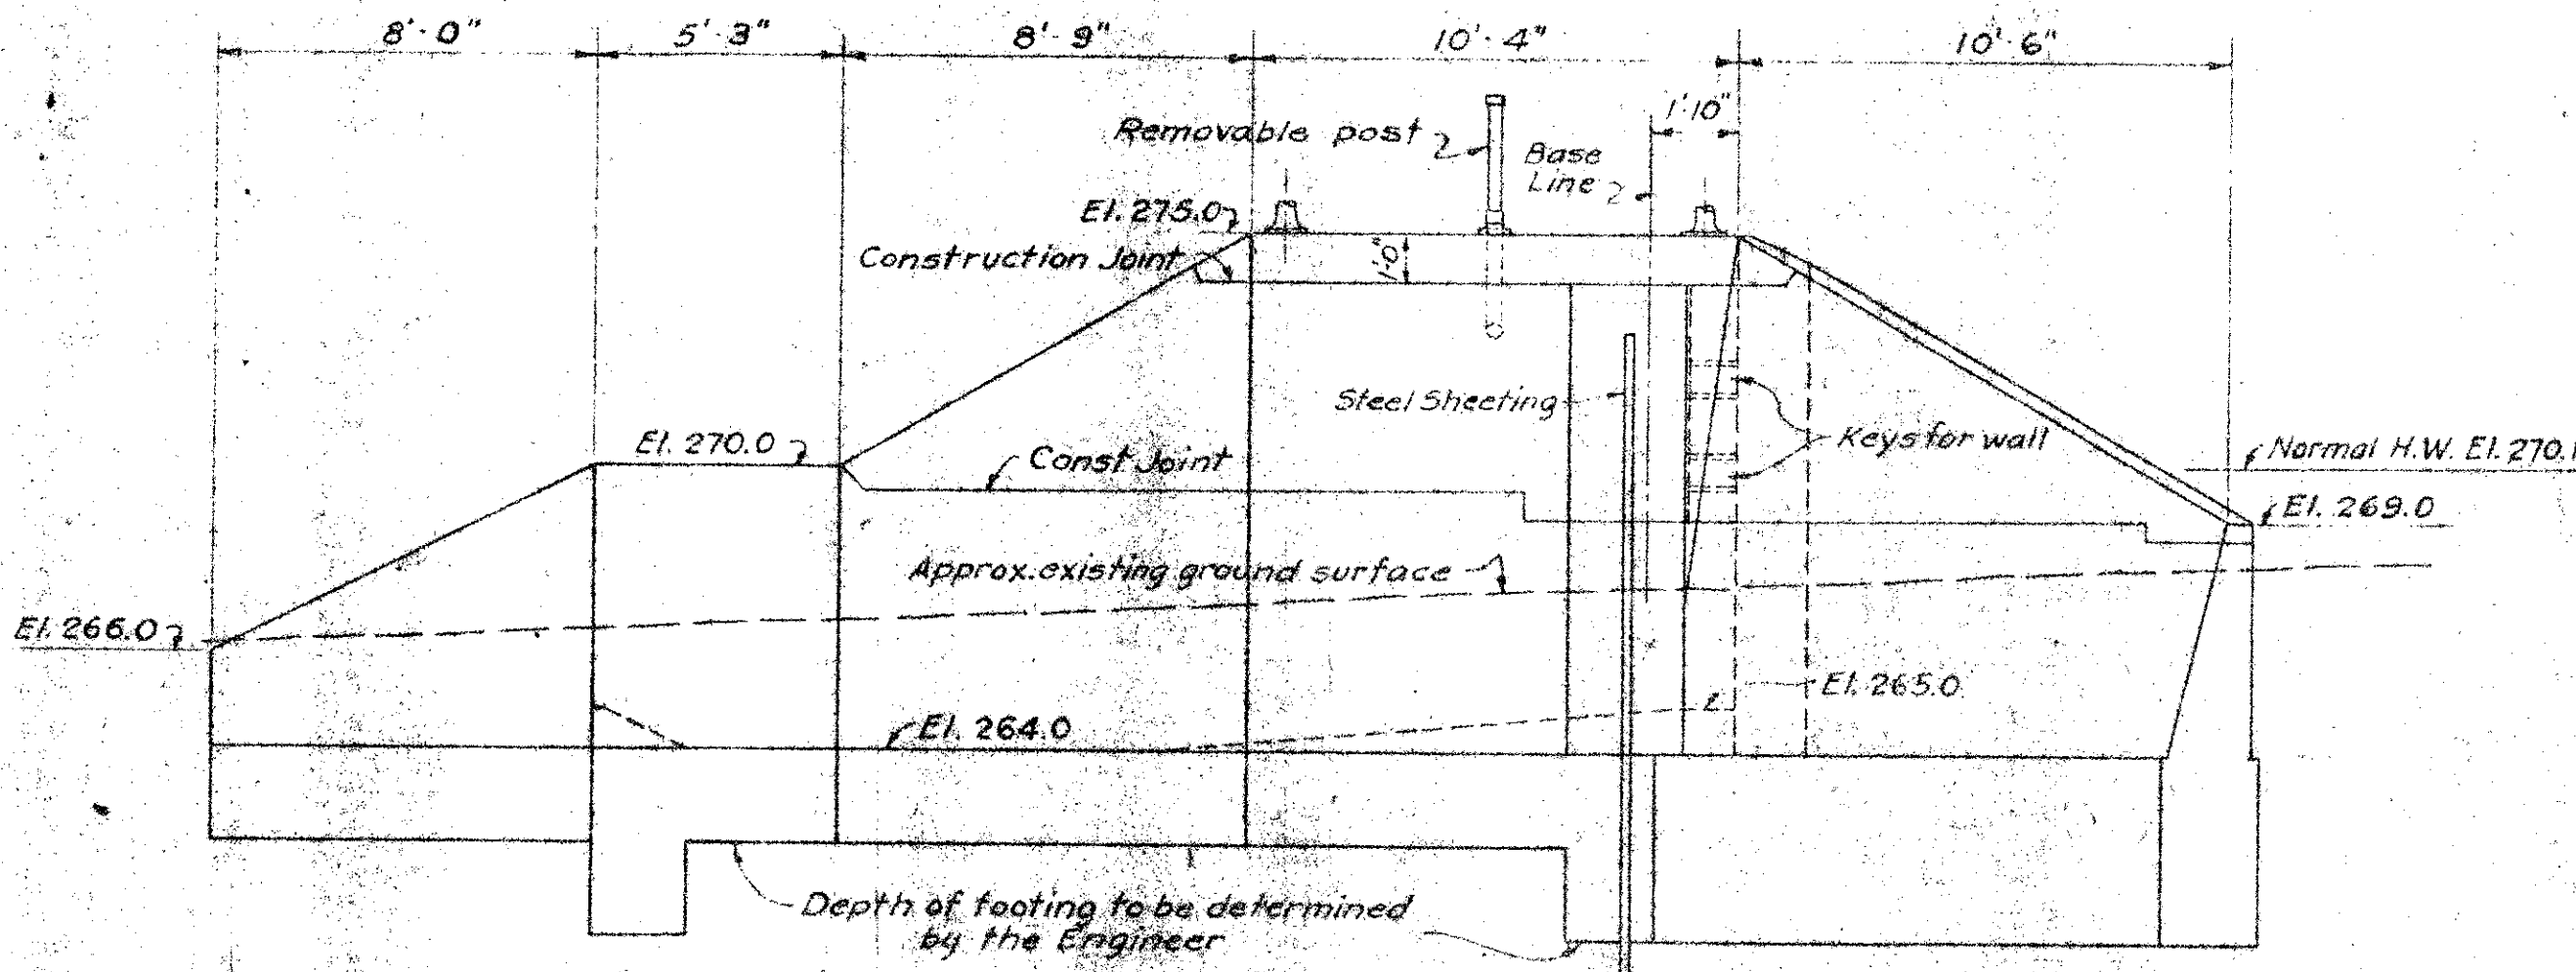 8'-0" 5'-3" 8'-9" 10'-4" 10'-6"
1'-10"
Removable post
Base
Line
El. 275.0
Construction Joint
1'-0"
Steel Sheeting
El. 270.0
Const Joint
Keys for wall
Normal H.W. El. 270.1
El. 269.0
Approx. existing ground surface
El. 266.0
El. 265.0
El. 264.0
Depth of footing to be determined
by the Engineer